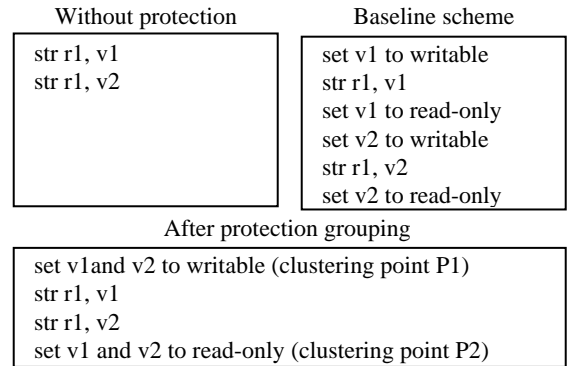 Without protection
str r1, v1
str r1, v2
Baseline scheme
set v1 to writable
str r1, v1
set v1 to read-only
set v2 to writable
str r1, v2
set v2 to read-only
After protection grouping
set v1and v2 to writable (clustering point P1)
str r1, v1
str r1, v2
set v1 and v2 to read-only (clustering point P2)